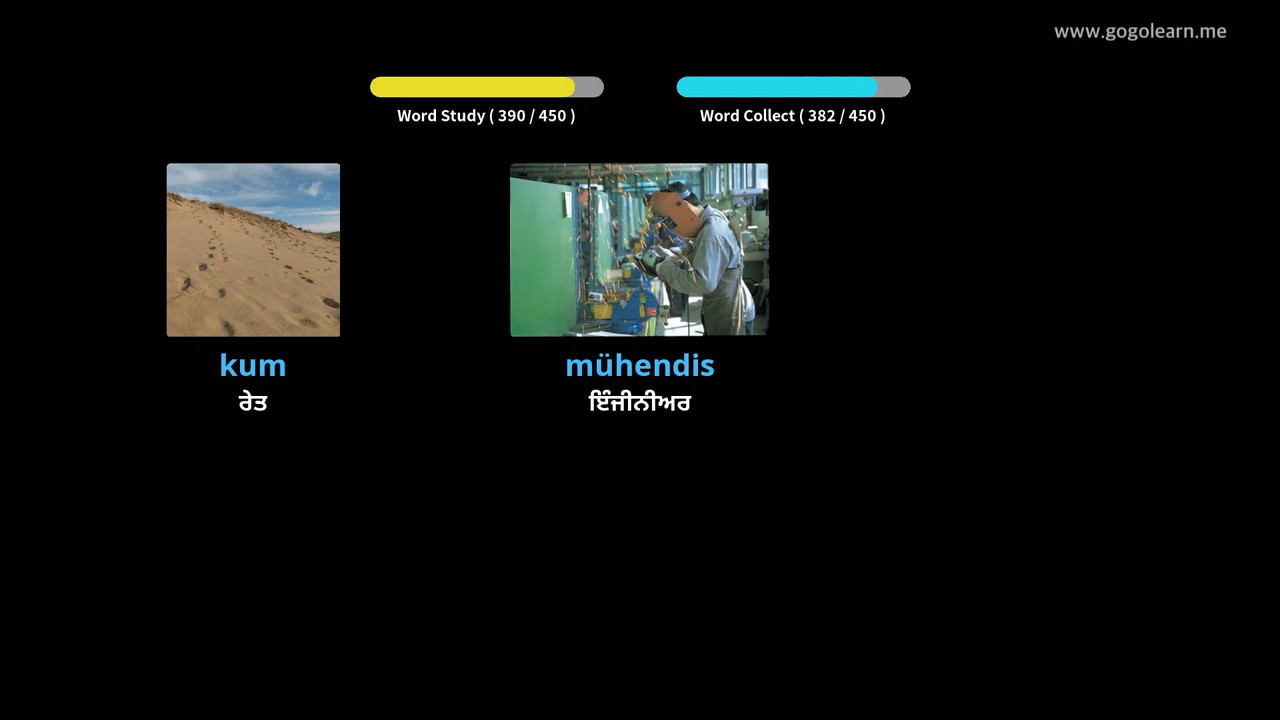 www.gogolearn.me
Word Study ( 390 / 450 )
Word Collect ( 382 / 450 )
kum
ਰੇਤ
mühendis
ਇੰਜੀਨੀਅਰ